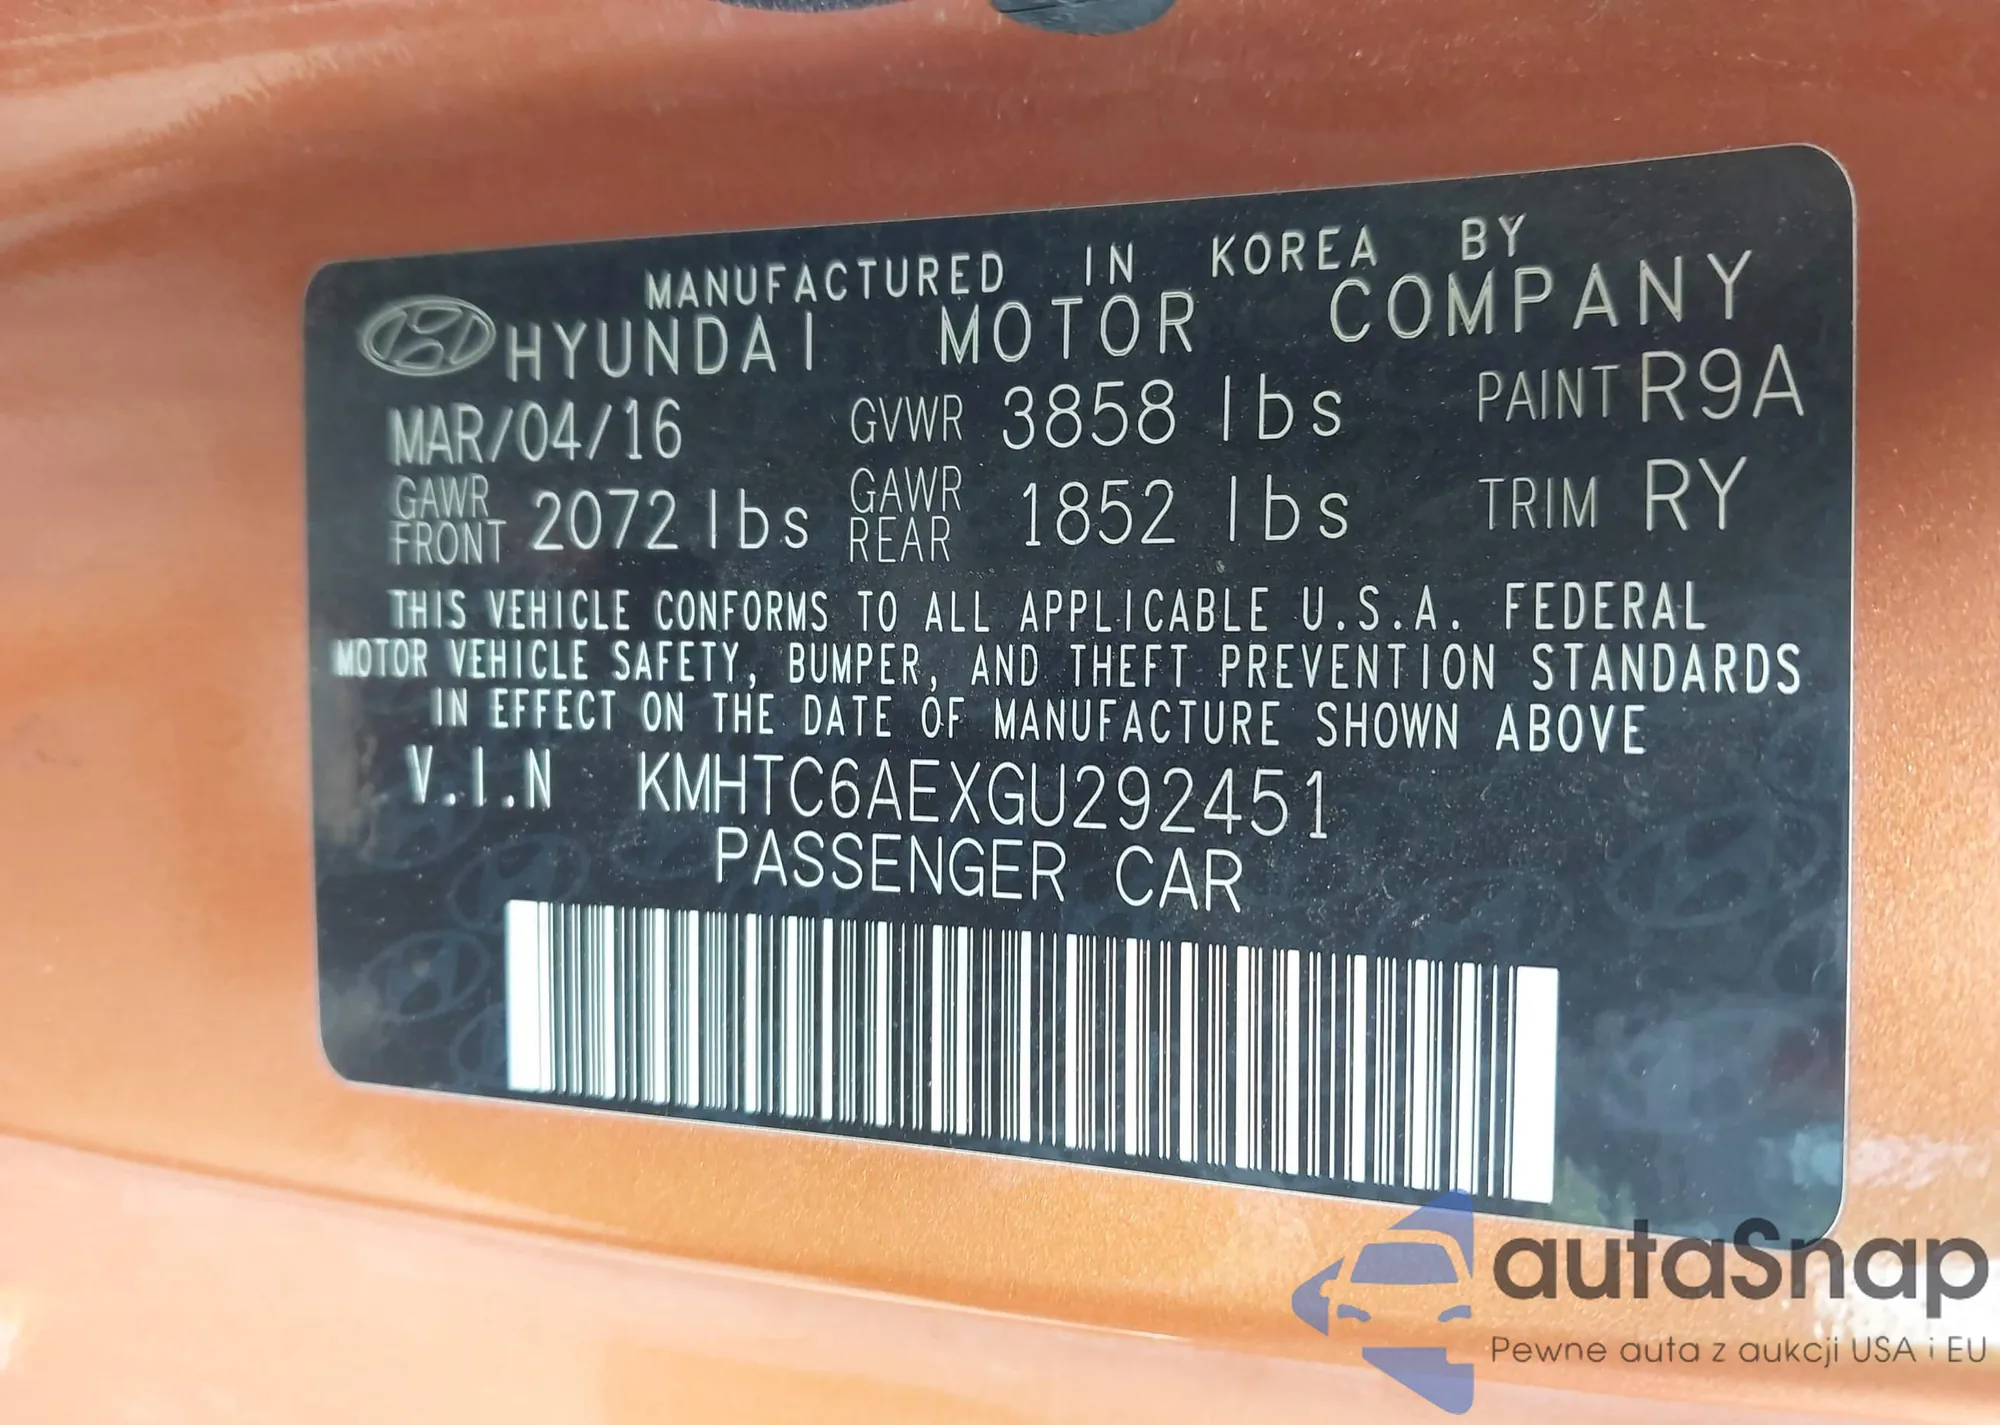 MANUFACTURED IN KOREA BY
HYUNDAI MOTOR COMPANY
MAR/04/16 GVWR 3858 lbs PAINT R9A
GAWR FRONT 2072 lbs GAWR REAR 1852 lbs TRIM RY
THIS VEHICLE CONFORMS TO ALL APPLICABLE U.S.A. FEDERAL
MOTOR VEHICLE SAFETY, BUMPER, AND THEFT PREVENTION STANDARDS
IN EFFECT ON THE DATE OF MANUFACTURE SHOWN ABOVE
V.I.N KMHTC6AEXGU292451
PASSENGER CAR
autaSnap
Pewne auta z aukcji USA i EU